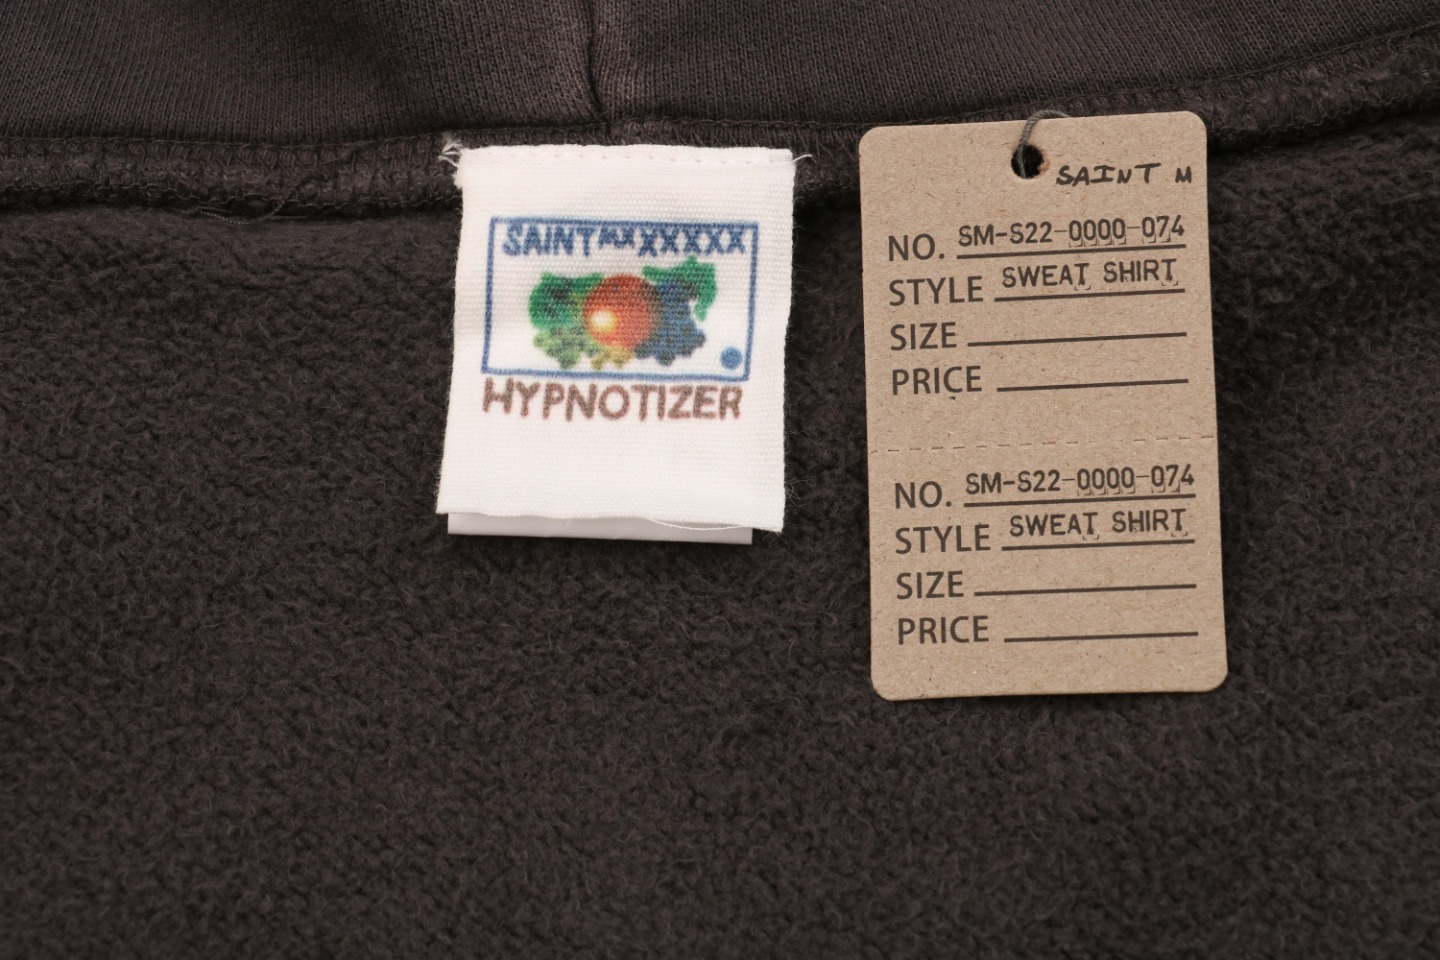 SAINT MXXXXXX
HYPNOTIZER
SAINT M
NO. SM-S22-0000-074
STYLE SWEAT SHIRT
SIZE
PRICE
NO. SM-S22-0000-074
STYLE SWEAT SHIRT
SIZE
PRICE